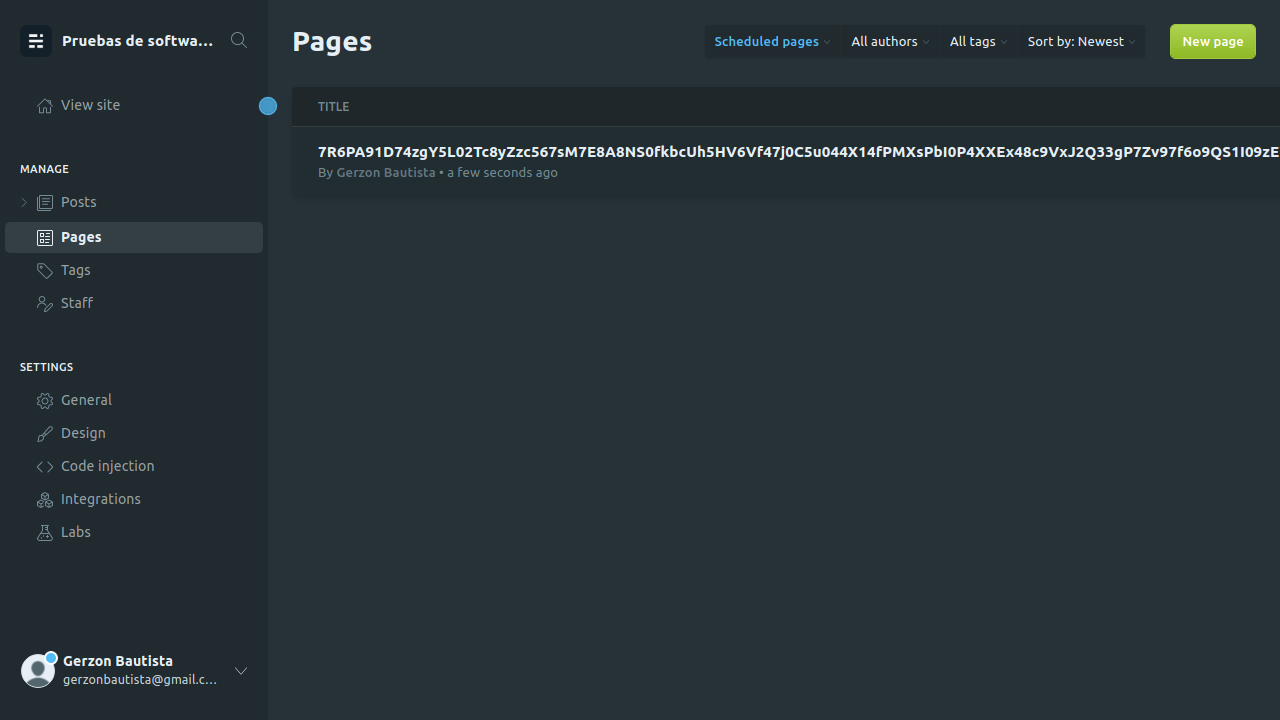 Pruebas de softwa...
View site
MANAGE
Posts
Pages
Tags
Staff
SETTINGS
General
Design
Code injection
Integrations
Labs
Gerzon Bautista
gerzonbautista@gmail.c...
Pages
Scheduled pages
All authors
All tags
Sort by: Newest
New page
TITLE
7R6PA91D74zgY5L02Tc8yZzc567sM7E8A8NS0fkbcUh5HV6Vf47j0C5u044X14fPMXsPbI0P4XXEx48c9VxJ2Q33gP7Zv97f6o9QS1I09zE
By Gerzon Bautista • a few seconds ago